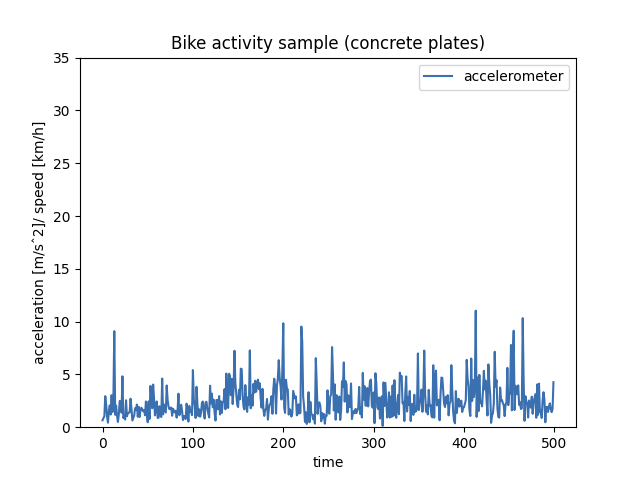 Bike activity sample (concrete plates)
accelerometer
35
30
25
20
15
10
5
0
acceleration [m/sˆ2]/ speed [km/h]
0 100 200 300 400 500
time